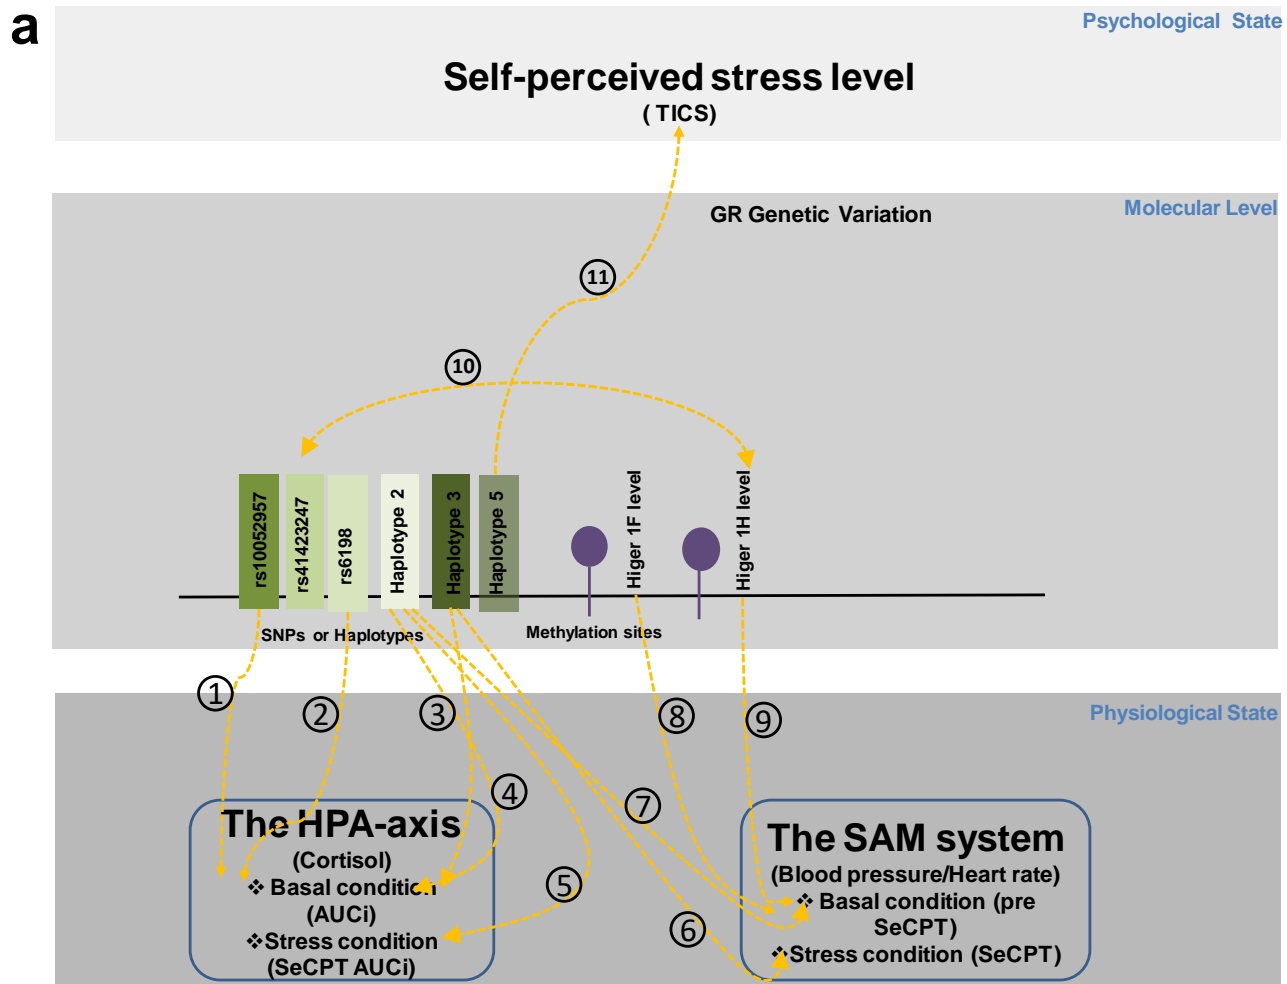 a
Psychological State
Self-perceived stress level
( TICS)
Molecular Level
GR Genetic Variation
11
10
rs10052957
rs41423247
rs6198
Haplotype 2
Haplotype 3
Haplotype 5
Higer 1F level
Higer 1H level
SNPs or Haplotypes
Methylation sites
Physiological State
1
2
3
4
5
6
7
8
9
The HPA-axis
(Cortisol)
❖ Basal condition
(AUCi)
❖Stress condition
(SeCPT AUCi)
The SAM system
(Blood pressure/Heart rate)
❖ Basal condition (pre
SeCPT)
❖Stress condition (SeCPT)